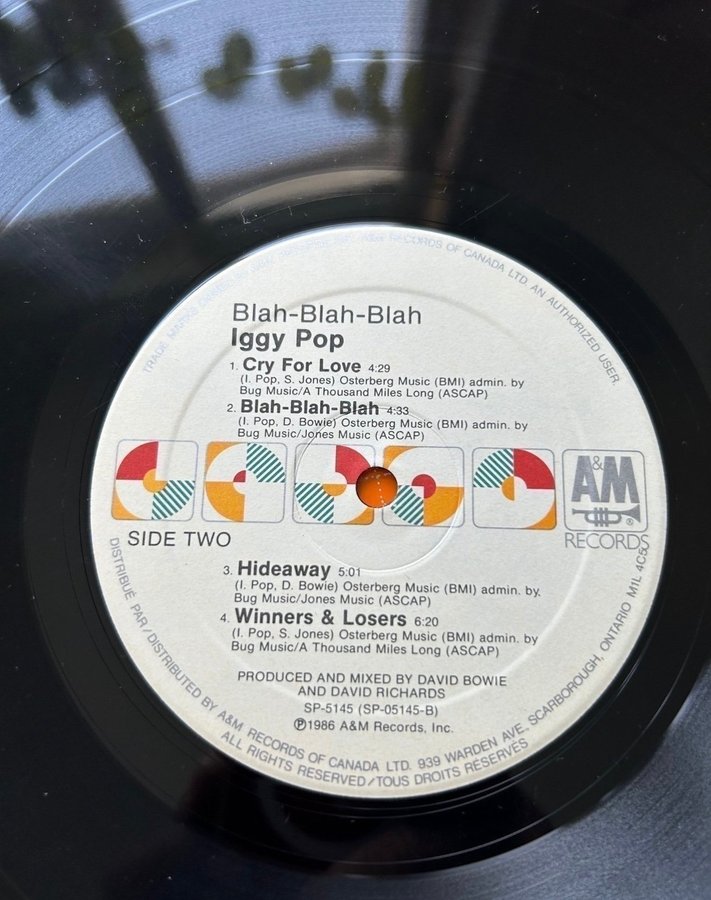 Blah-Blah-Blah
Iggy Pop
1. Cry For Love 4:29
(I. Pop, S. Jones) Osterberg Music (BMI) admin. by
Bug Music/A Thousand Miles Long (ASCAP)
2. Blah-Blah-Blah 4:33
(I. Pop, D. Bowie) Osterberg Music (BMI) admin. by
Bug Music/Jones Music (ASCAP)
A&M
®
RECORDS
SIDE TWO
3. Hideaway 5:01
(I. Pop, D. Bowie) Osterberg Music (BMI) admin. by.
Bug Music/Jones Music (ASCAP)
4. Winners & Losers 6:20
(I. Pop, S. Jones) Osterberg Music (BMI) admin. by
Bug Music/A Thousand Miles Long (ASCAP)
PRODUCED AND MIXED BY DAVID BOWIE
AND DAVID RICHARDS
SP-5145 (SP-05145-B)
℗1986 A&M Records, Inc.
TRADE MARKS OWNED BY A&M RECORDS OF CANADA LTD. AN AUTHORIZED USER.
DISTRIBUÉ PAR/DISTRIBUTED BY A&M RECORDS OF CANADA LTD. 939 WARDEN AVE. SCARBOROUGH, ONTARIO M1L 4C5
ALL RIGHTS RESERVED/TOUS DROITS RESERVÉS